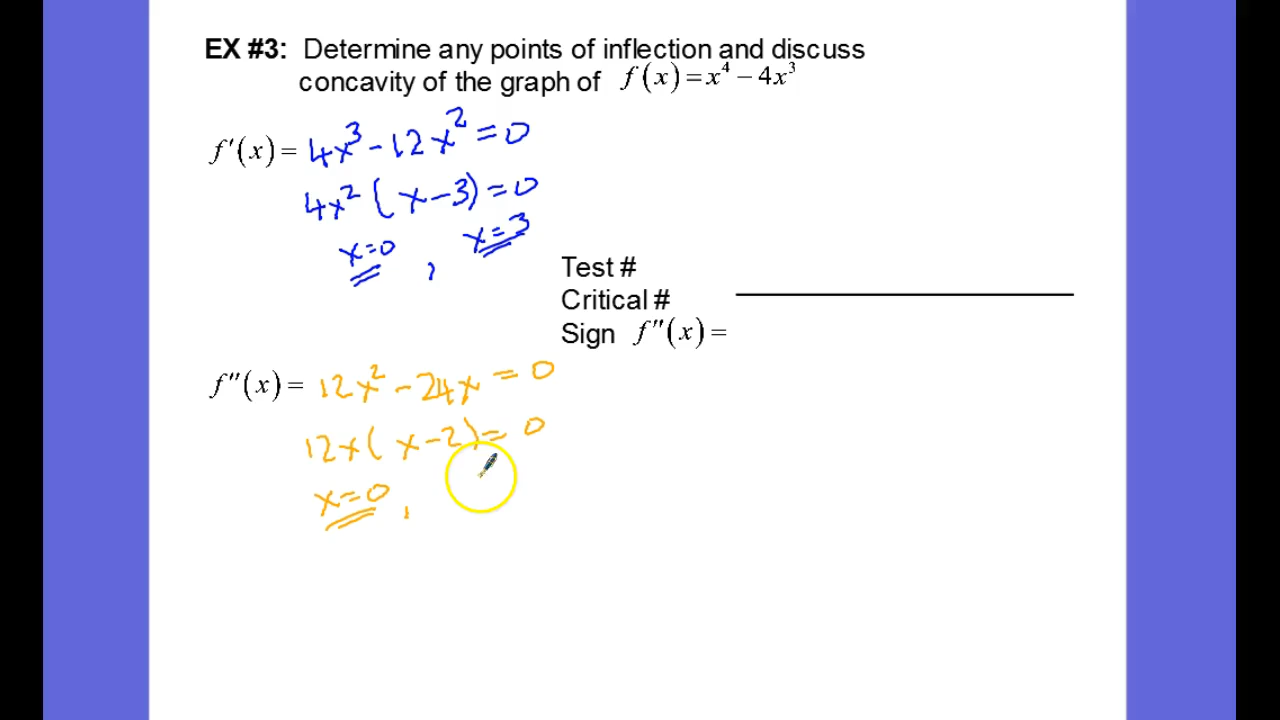 EX #3: Determine any points of inflection and discuss
concavity of the graph of f(x) = x⁴ − 4x³
f′(x) = 4x³ − 12x² = 0
4x² (x − 3) = 0
x = 0 , x = 3
Test #
Critical #
Sign f″(x) =
f″(x) = 12x² − 24x = 0
12x (x − 2) = 0
x = 0 ,